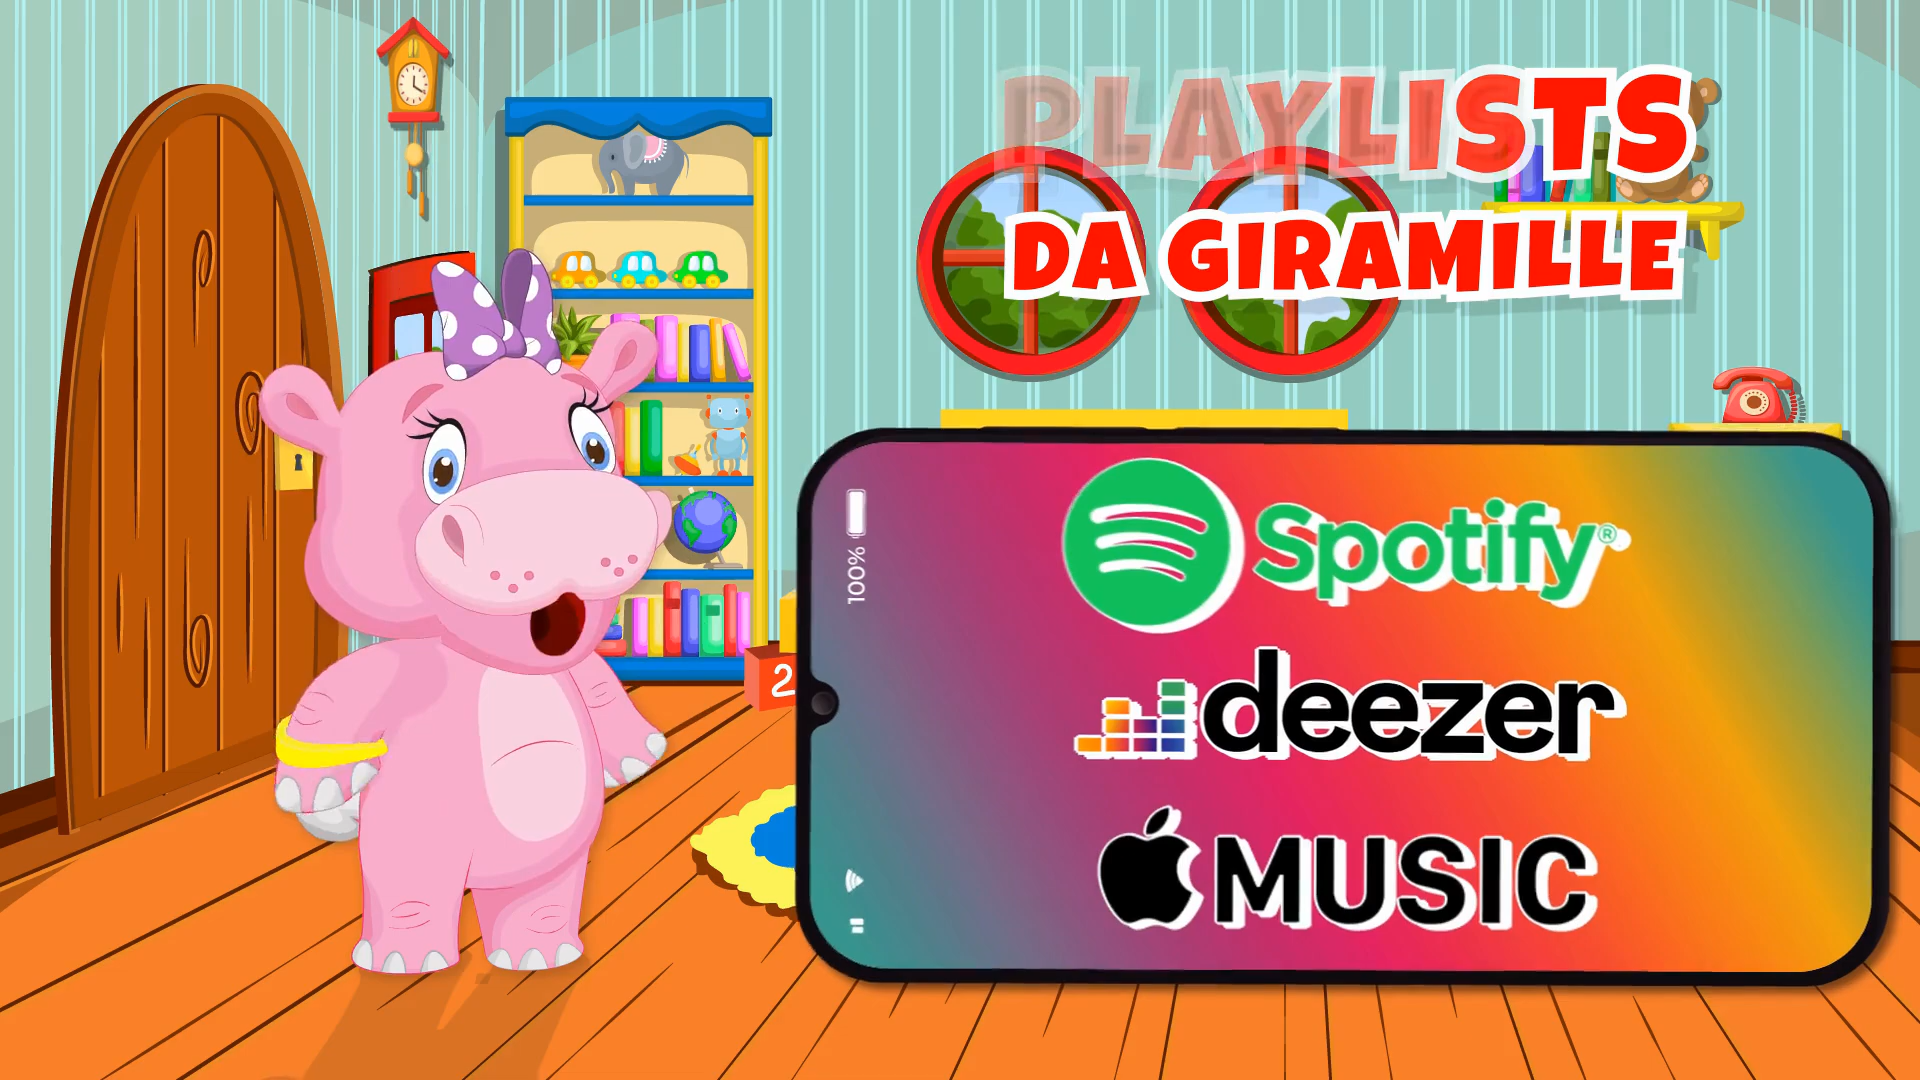 PLAYLISTS
DA GIRAMILLE
100%
Spotify®
deezer
MUSIC
2